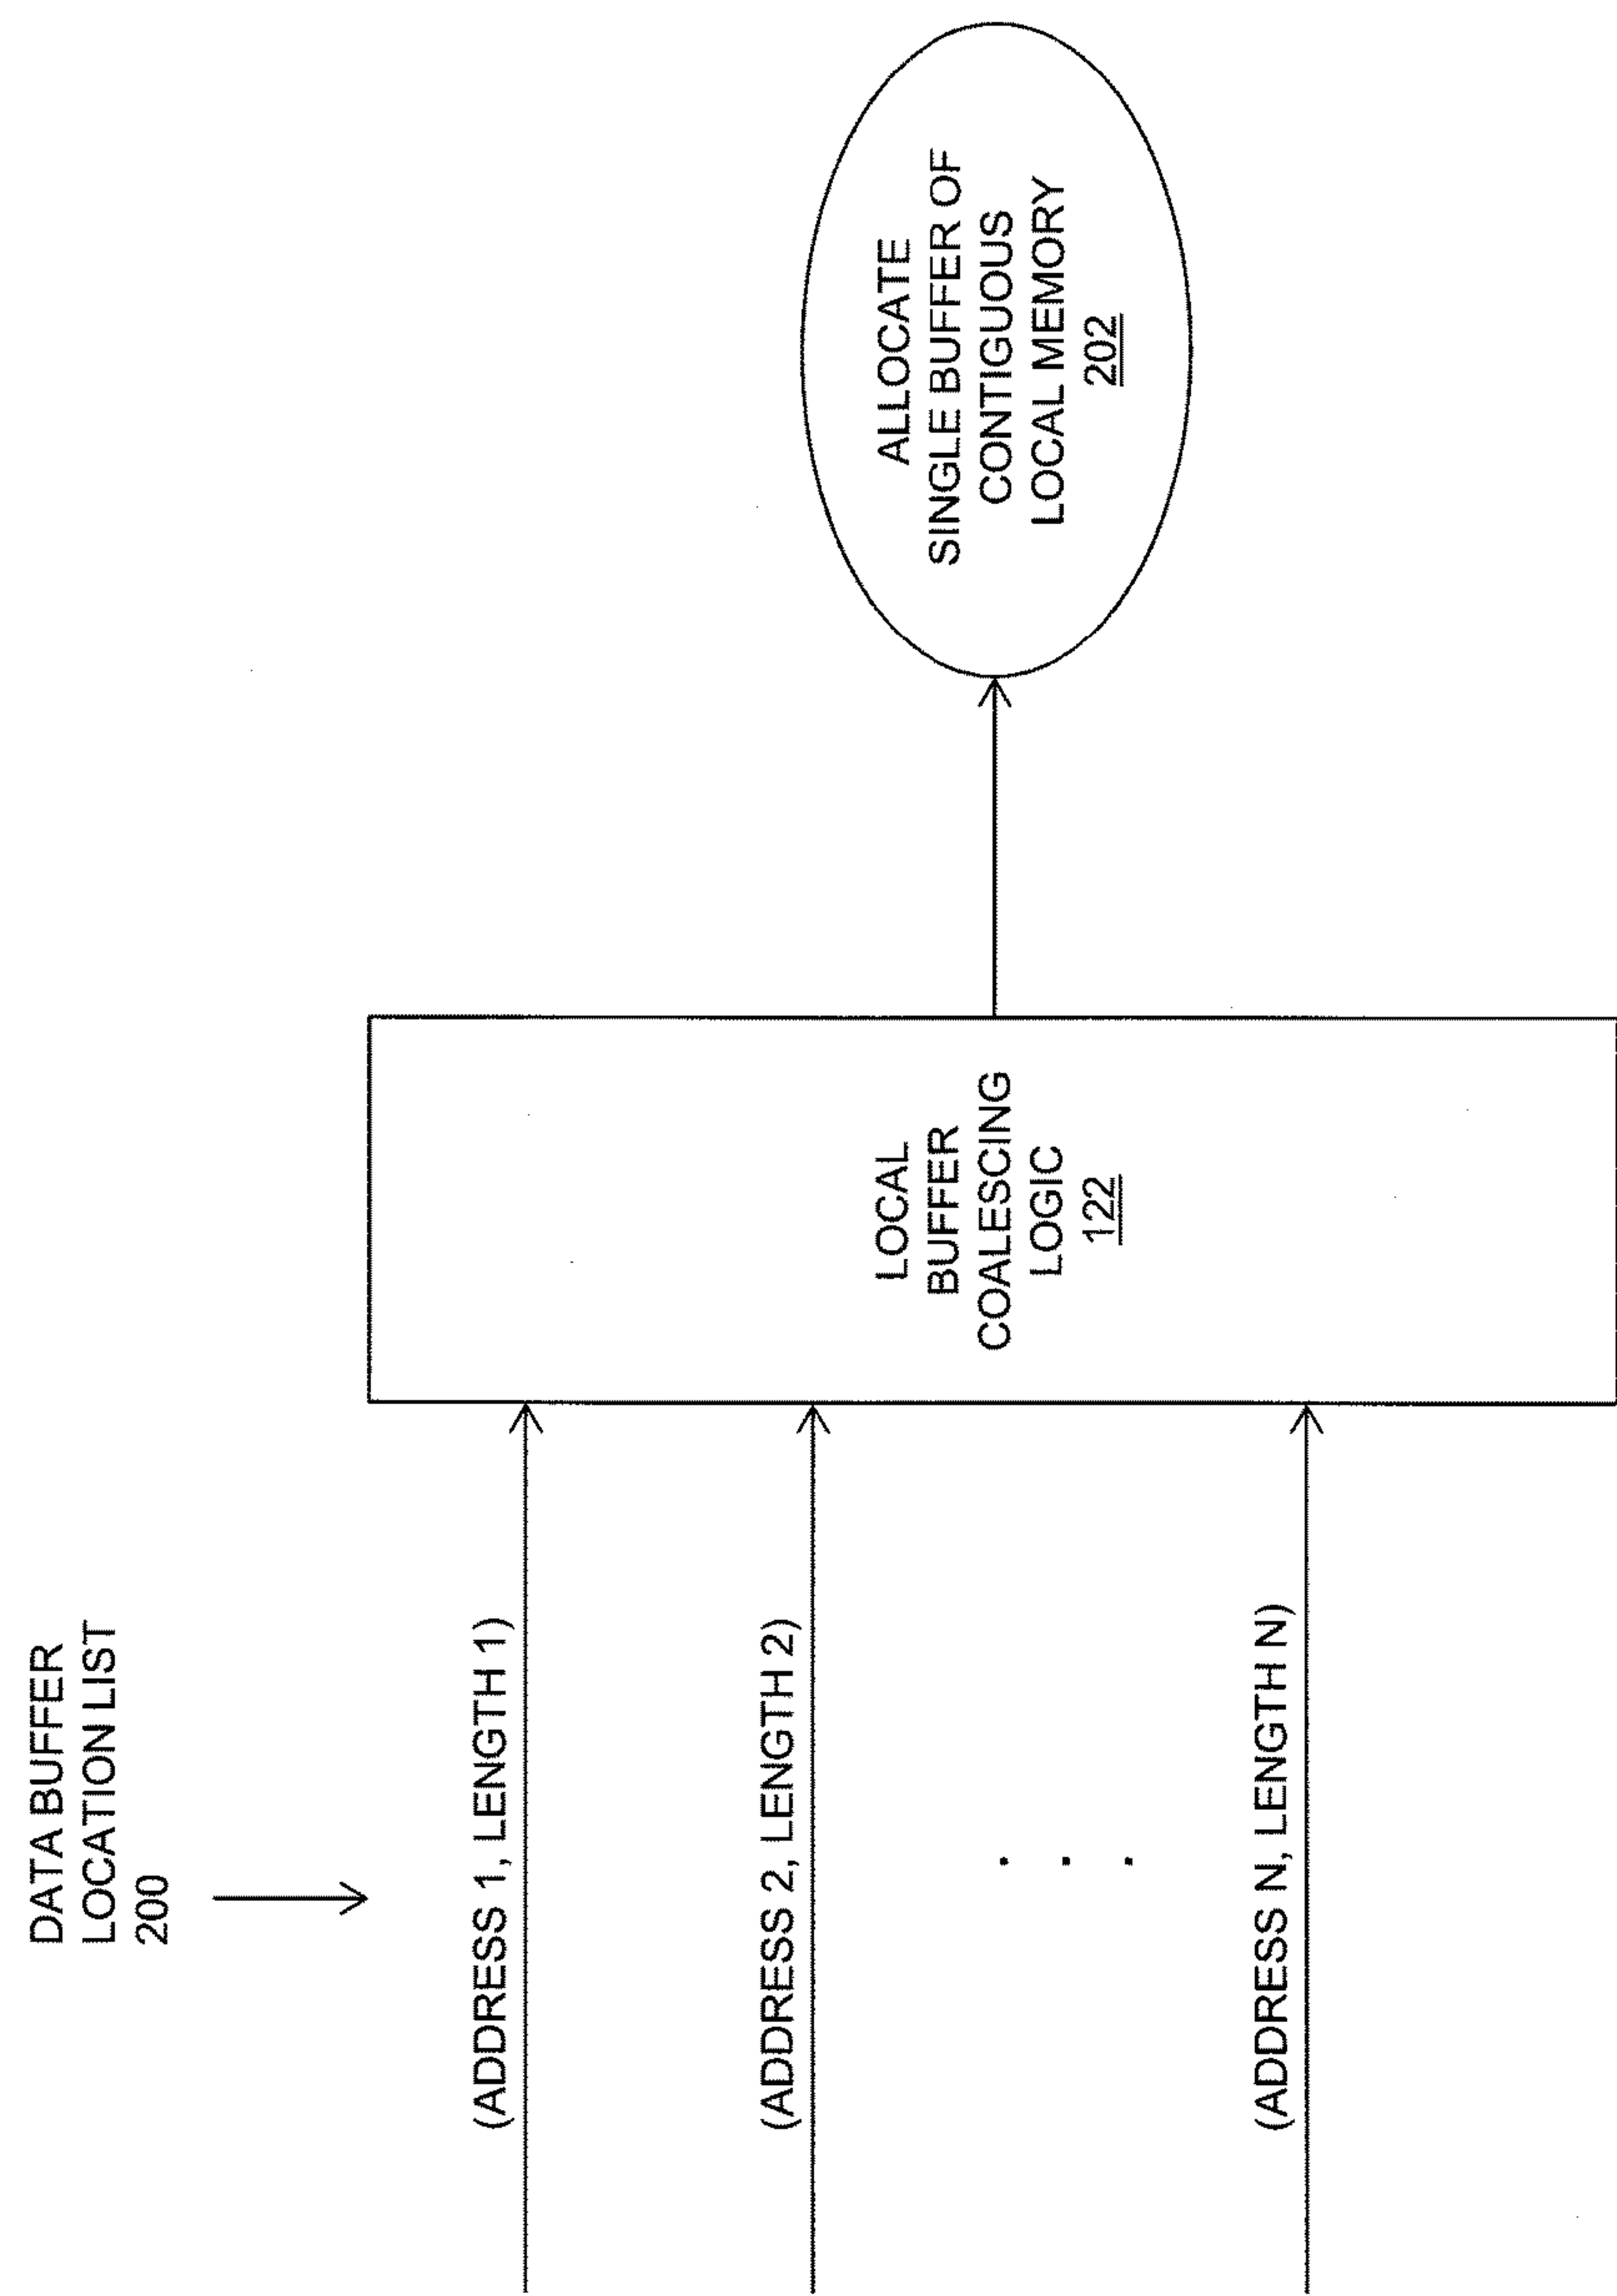 DATA BUFFER
LOCATION LIST
200
(ADDRESS 1, LENGTH 1)
(ADDRESS 2, LENGTH 2)
. . .
(ADDRESS N, LENGTH N)
LOCAL
BUFFER
COALESCING
LOGIC
122
ALLOCATE
SINGLE BUFFER OF
CONTIGUOUS
LOCAL MEMORY
202